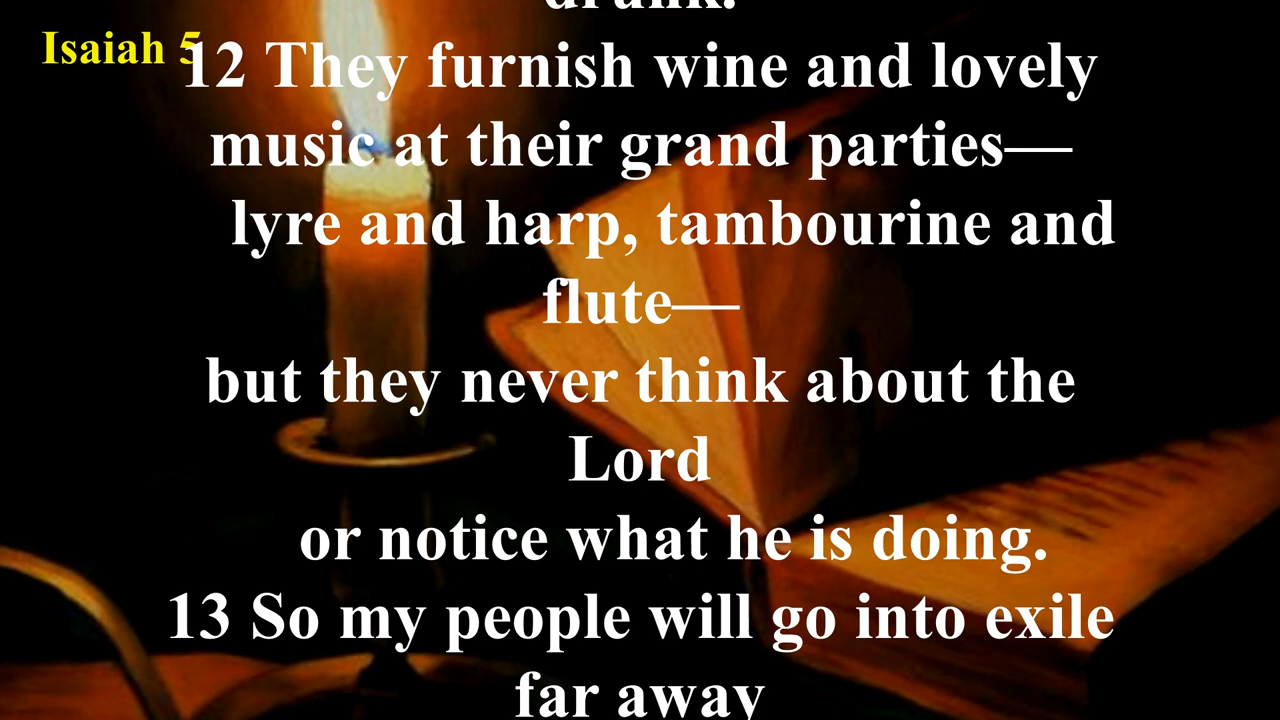 drunk.
Isaiah 5
12 They furnish wine and lovely
music at their grand parties—
lyre and harp, tambourine and
flute—
but they never think about the
Lord
or notice what he is doing.
13 So my people will go into exile
far away